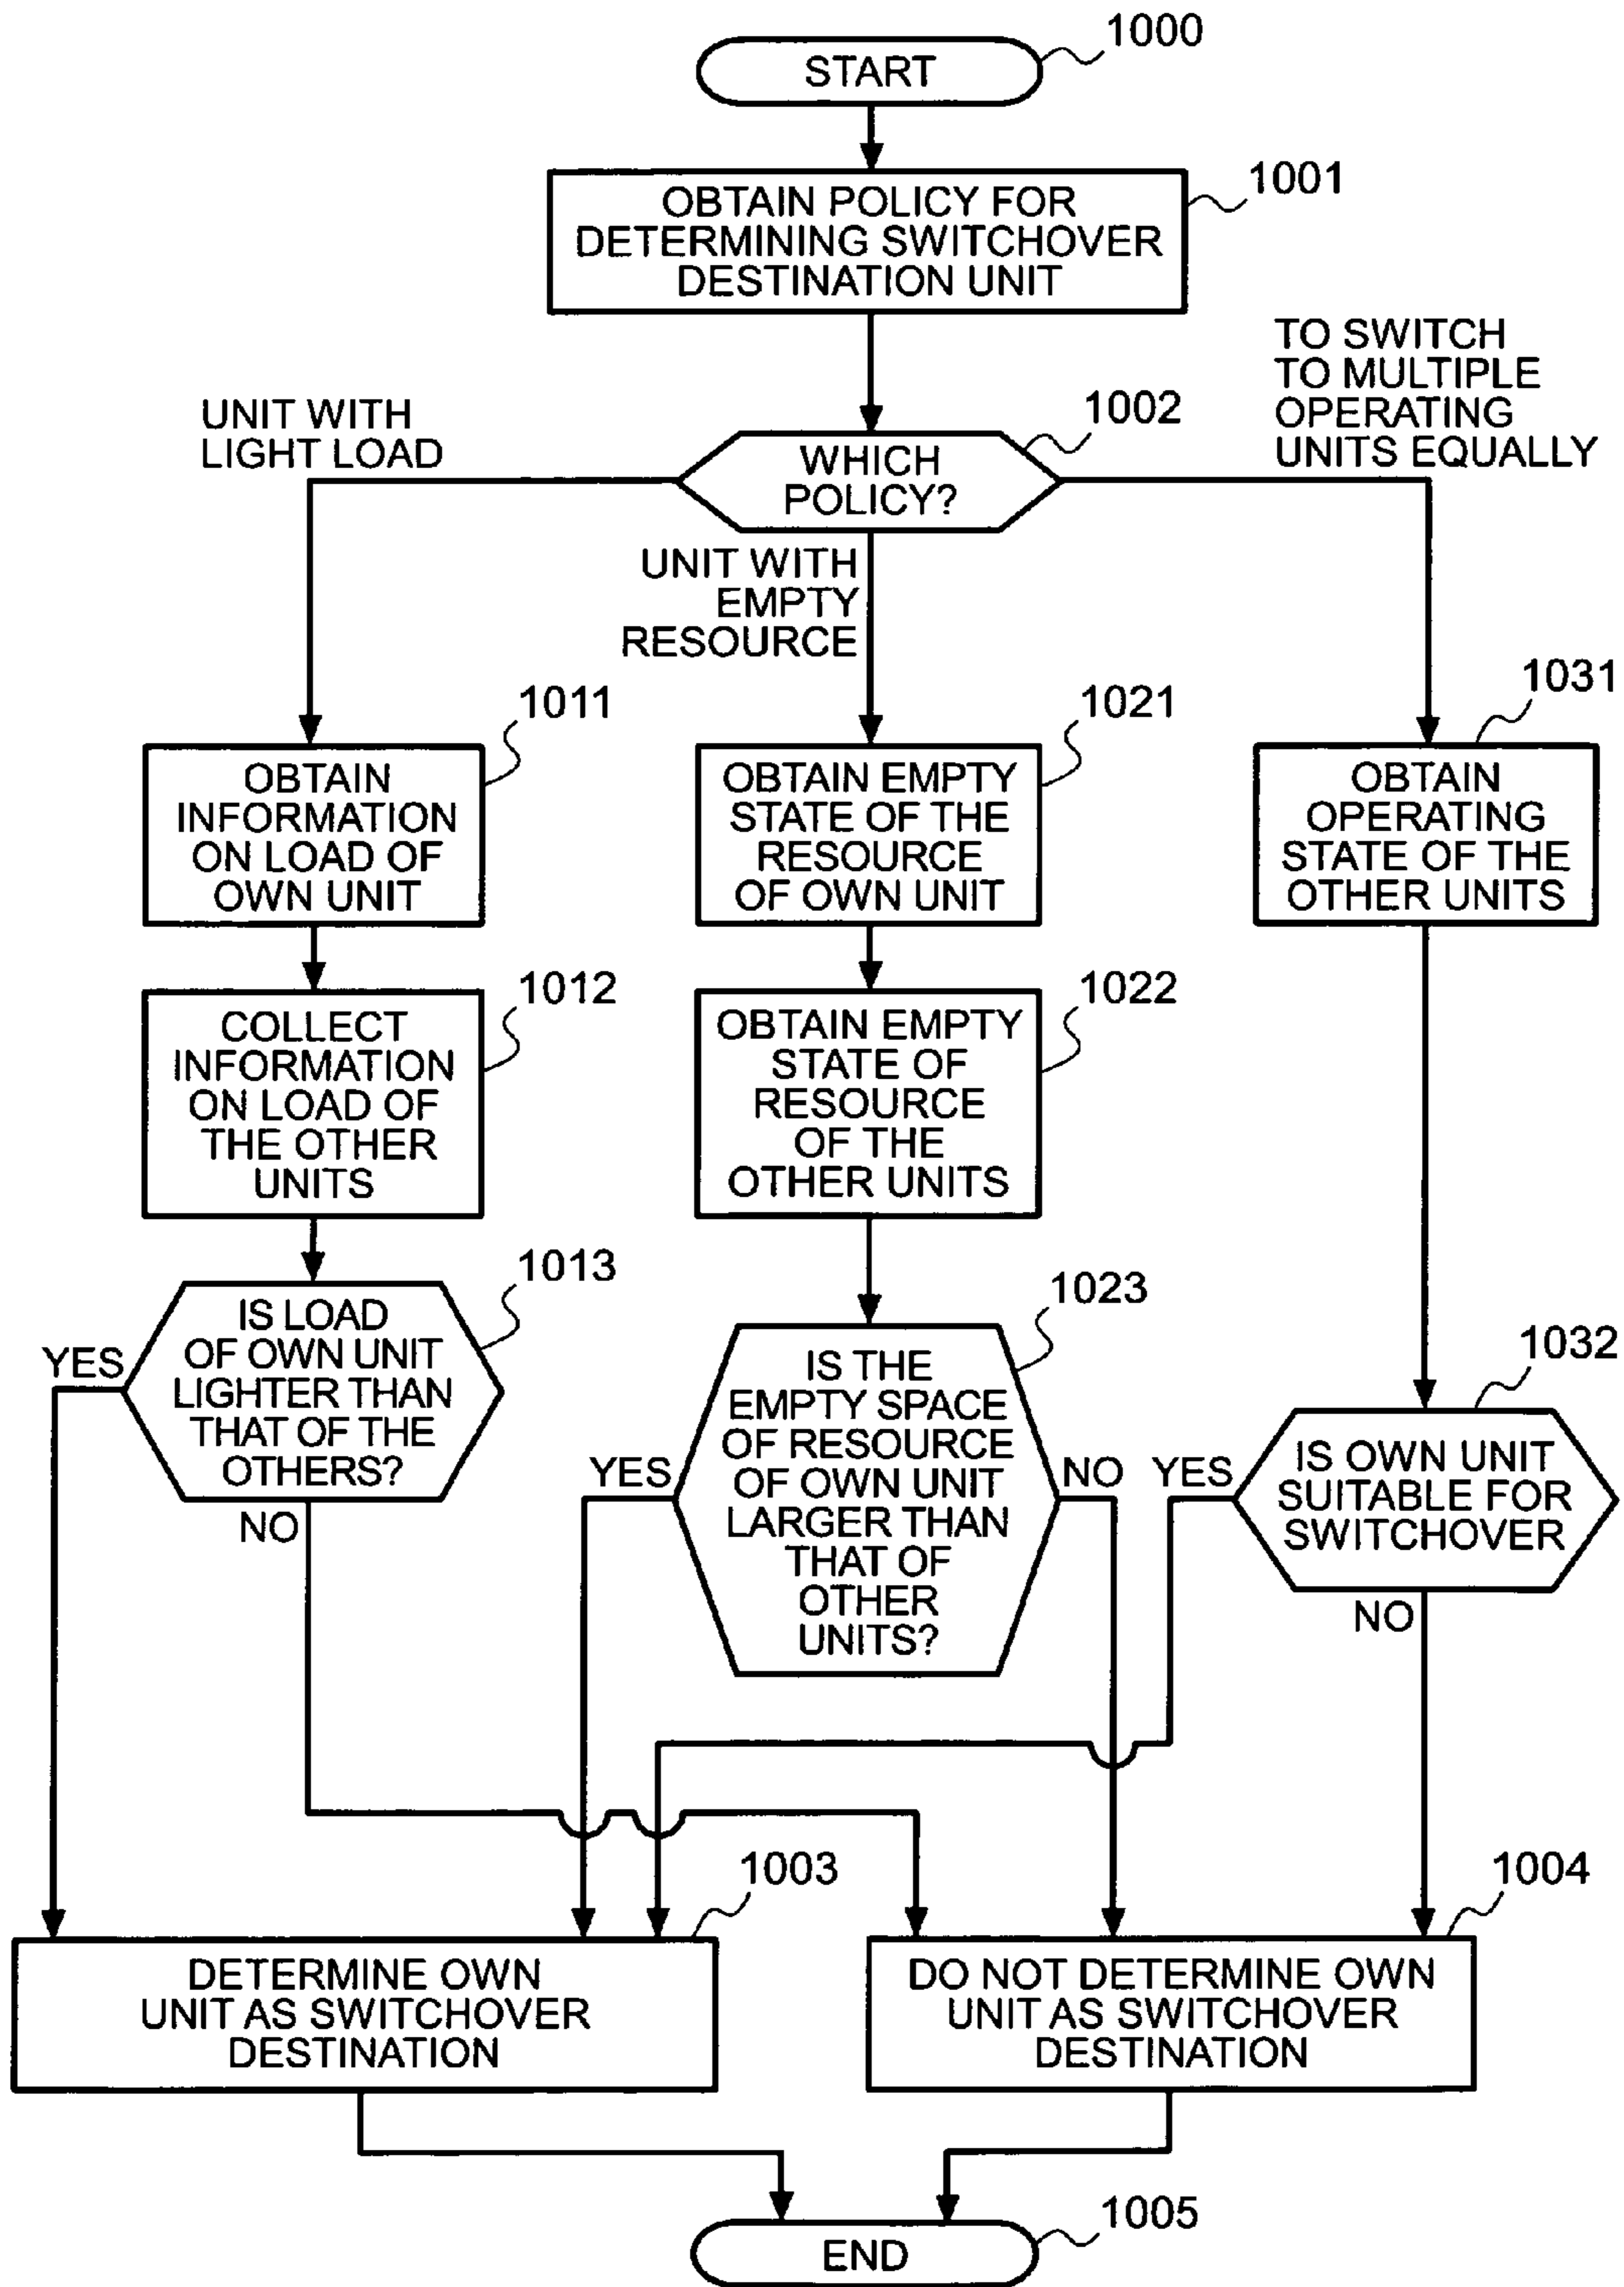 1000
START
1001
OBTAIN POLICY FOR
DETERMINING SWITCHOVER
DESTINATION UNIT
TO SWITCH
TO MULTIPLE
OPERATING
UNITS EQUALLY
UNIT WITH
LIGHT LOAD
1002
WHICH
POLICY?
UNIT WITH
EMPTY
RESOURCE
1011
OBTAIN
INFORMATION
ON LOAD OF
OWN UNIT
1021
OBTAIN EMPTY
STATE OF THE
RESOURCE
OF OWN UNIT
1031
OBTAIN
OPERATING
STATE OF THE
OTHER UNITS
1012
COLLECT
INFORMATION
ON LOAD OF
THE OTHER
UNITS
1022
OBTAIN EMPTY
STATE OF
RESOURCE
OF THE
OTHER UNITS
1013
IS LOAD
OF OWN UNIT
LIGHTER THAN
THAT OF THE
OTHERS?
YES
NO
1023
IS THE
EMPTY SPACE
OF RESOURCE
OF OWN UNIT
LARGER THAN
THAT OF
OTHER
UNITS?
YES
NO
1032
IS OWN UNIT
SUITABLE FOR
SWITCHOVER
YES
NO
1003
DETERMINE OWN
UNIT AS SWITCHOVER
DESTINATION
1004
DO NOT DETERMINE OWN
UNIT AS SWITCHOVER
DESTINATION
1005
END